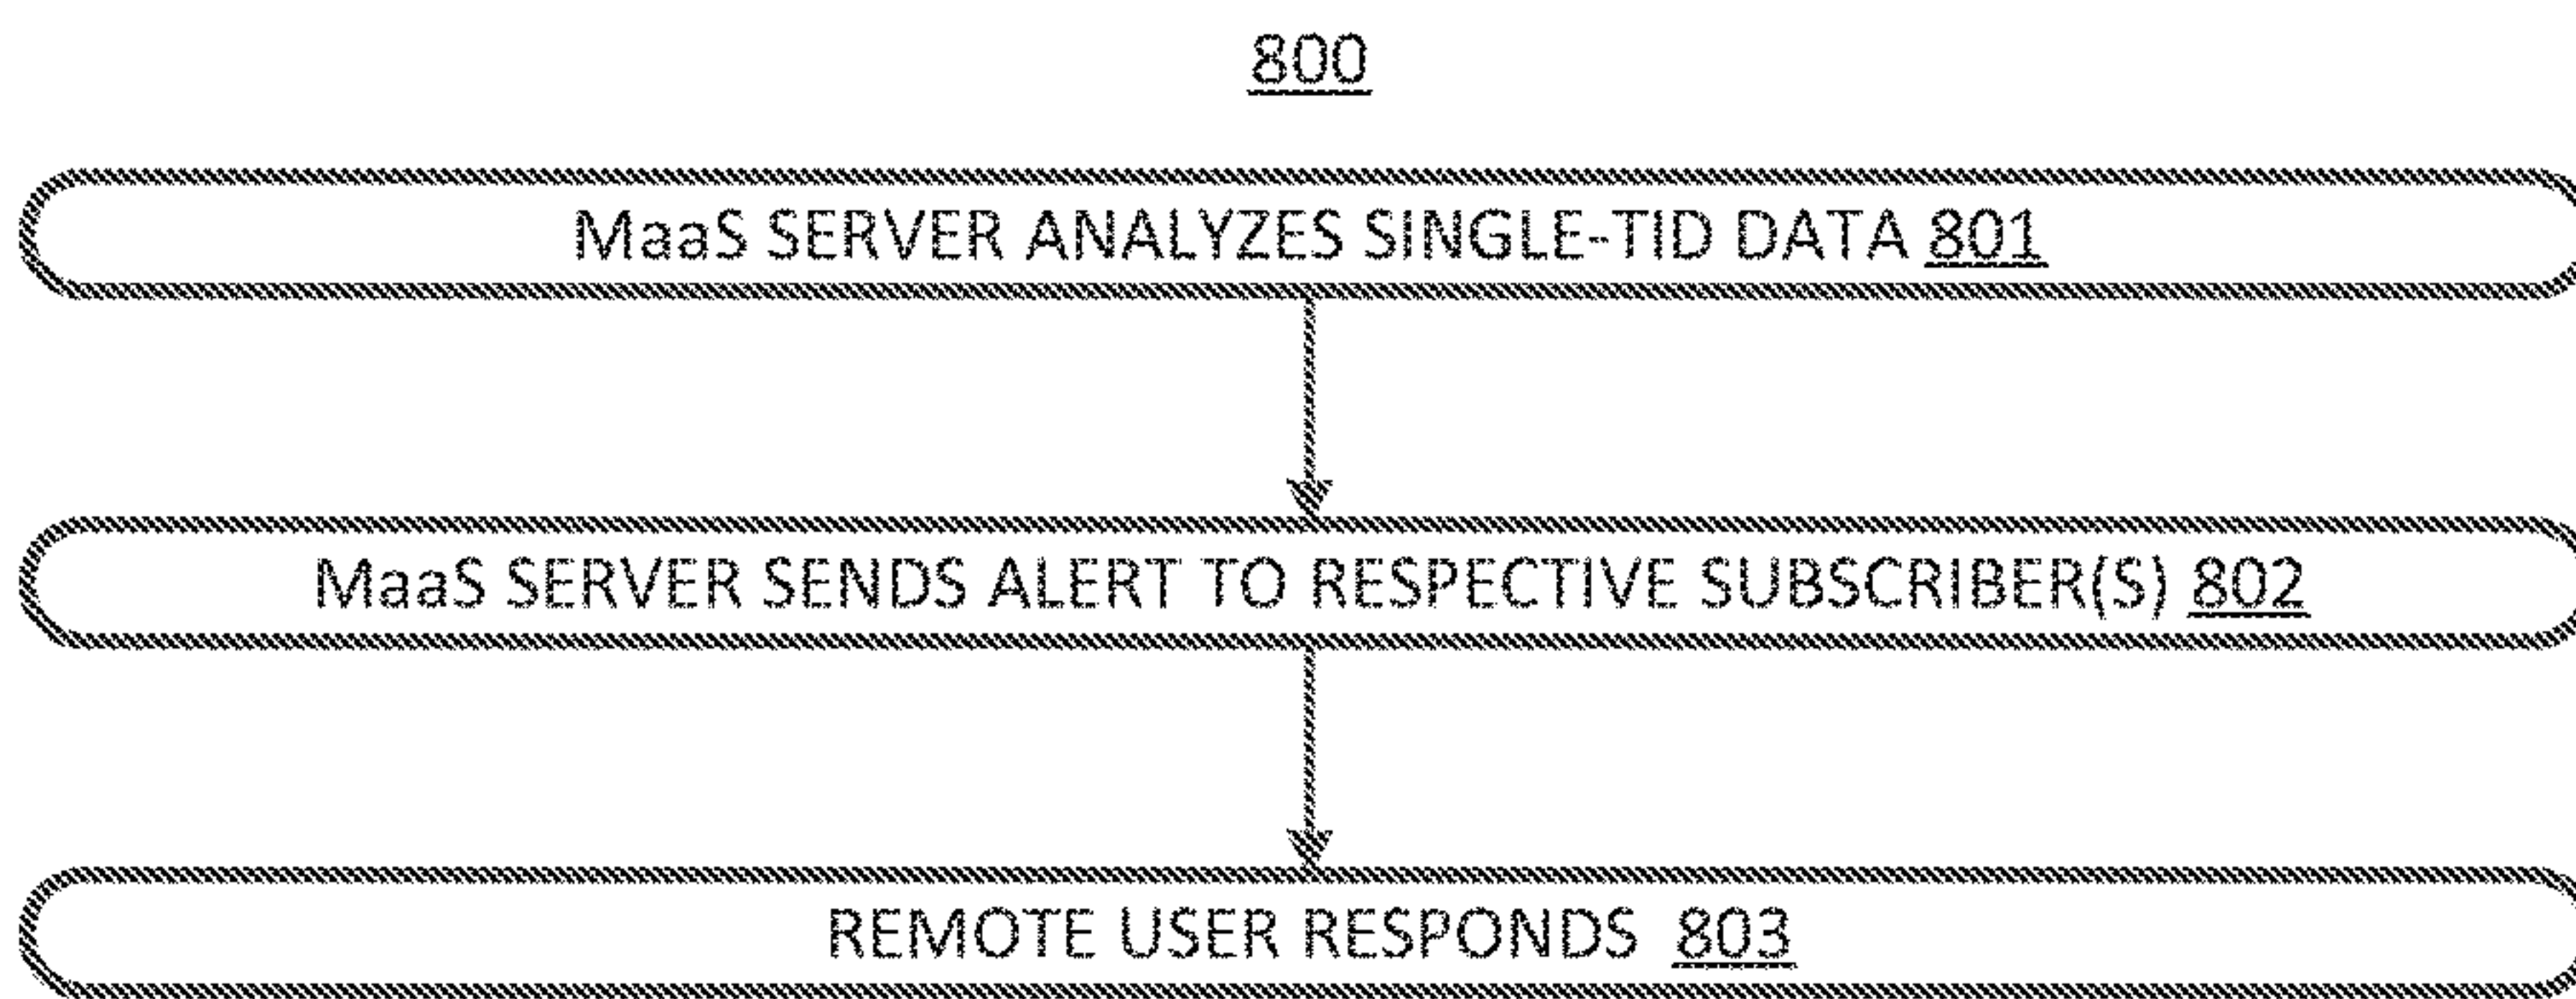 800
MaaS SERVER ANALYZES SINGLE-TID DATA 801
MaaS SERVER SENDS ALERT TO RESPECTIVE SUBSCRIBER(S) 802
REMOTE USER RESPONDS 803